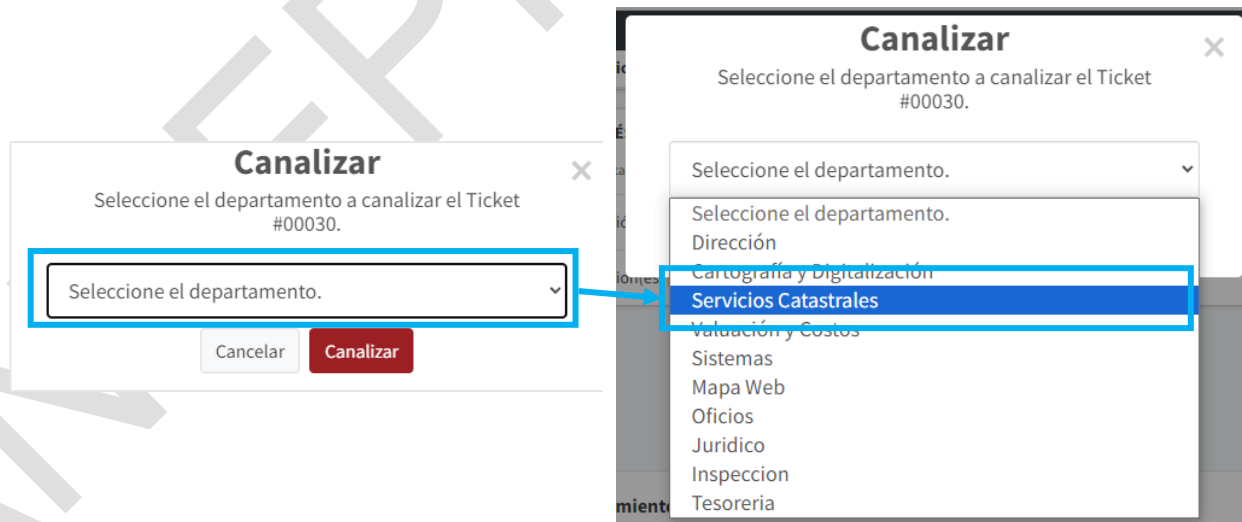 Canalizar
×
Seleccione el departamento a canalizar el Ticket
#00030.
Seleccione el departamento.
Cancelar
Canalizar
Canalizar
×
Seleccione el departamento a canalizar el Ticket
#00030.
Seleccione el departamento.
Seleccione el departamento.
Dirección
Cartografía y Digitalización
Servicios Catastrales
Valuación y Costos
Sistemas
Mapa Web
Oficios
Juridico
Inspeccion
Tesoreria